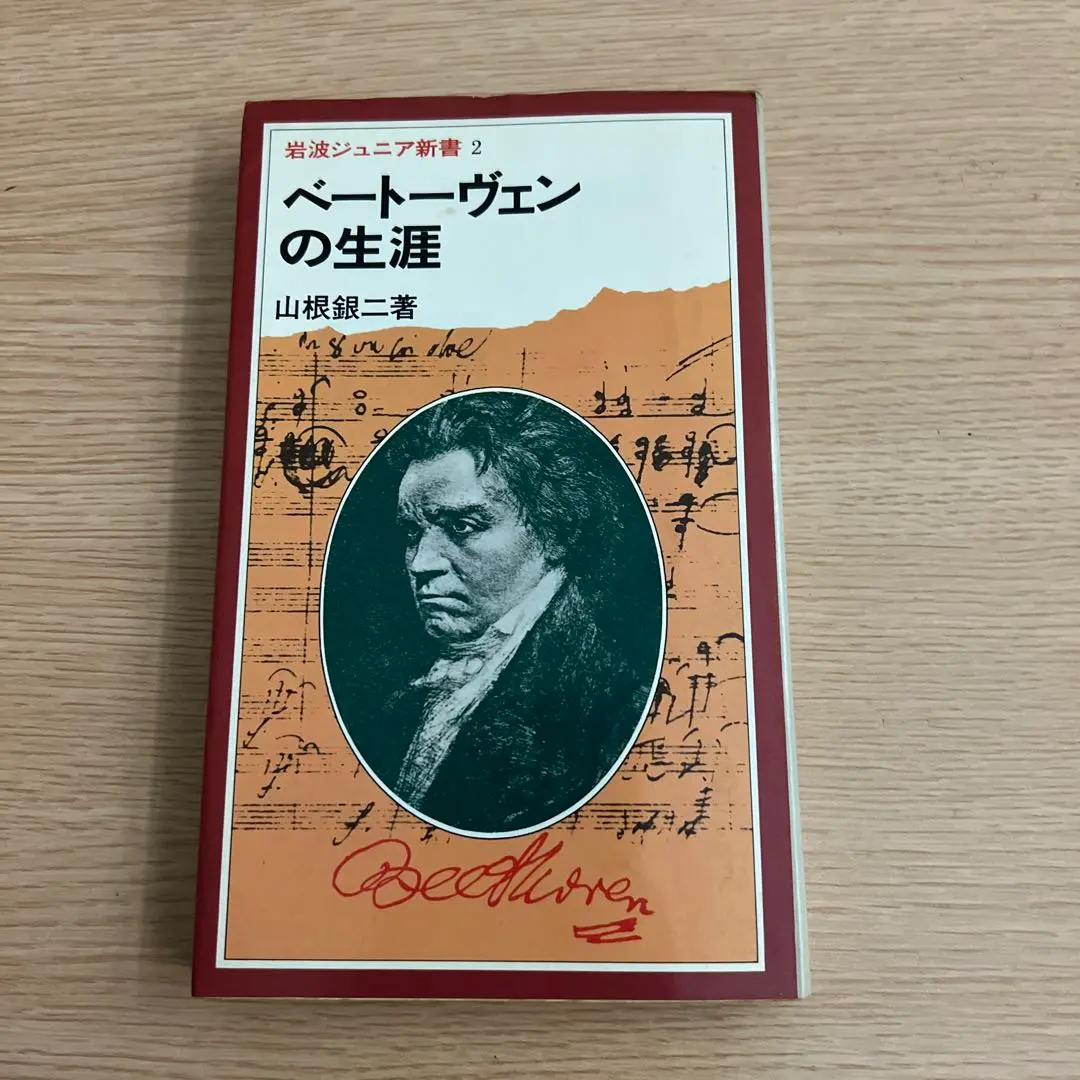 岩波ジュニア新書 2
ベートーヴェン
の生涯
山根銀二著
Beethoven